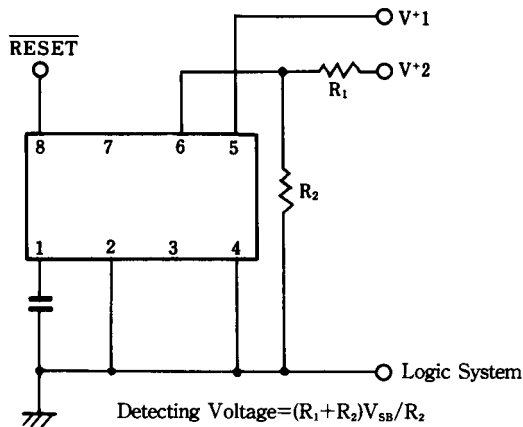 V⁺1
RESET
V⁺2
R₁
8 7 6 5
R₂
1 2 3 4
Logic System
Detecting Voltage=(R₁+R₂)V_SB/R₂